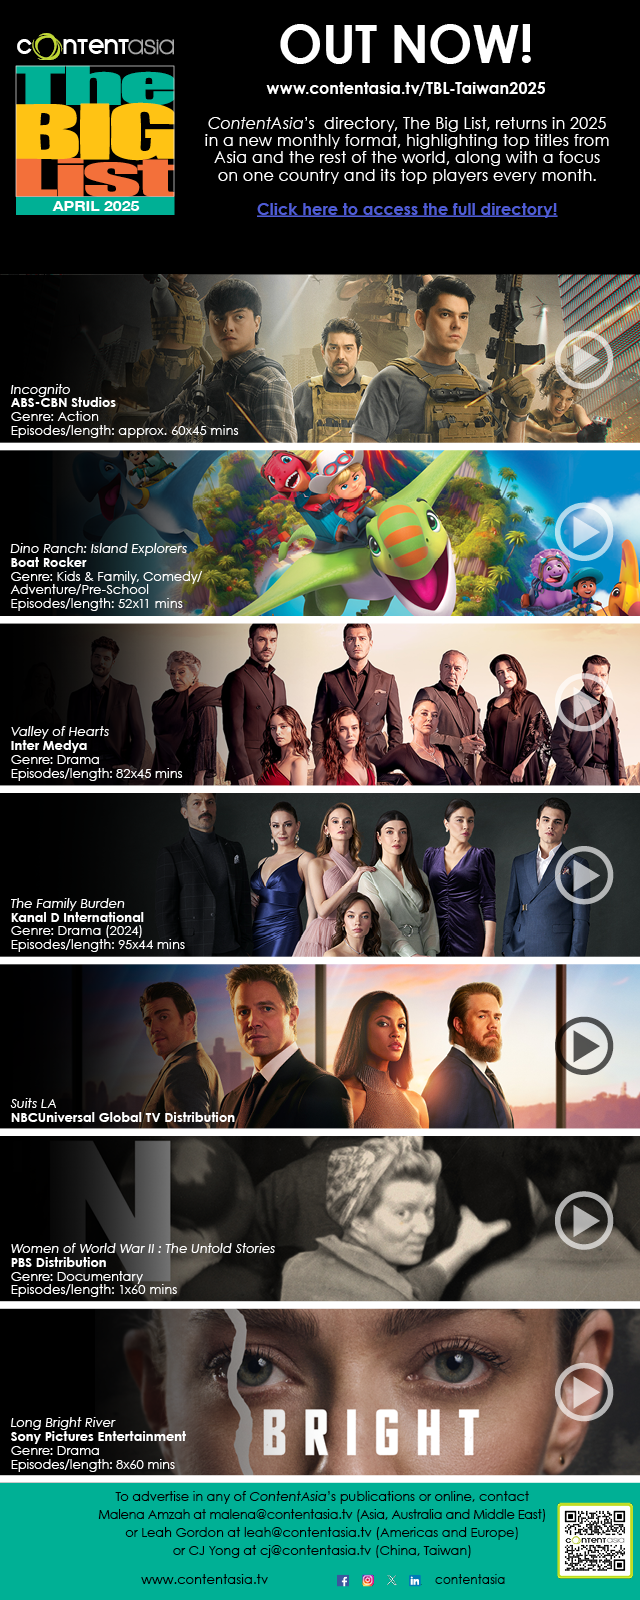 contentasia
The
BIG
List
APRIL 2025
OUT NOW!
www.contentasia.tv/TBL-Taiwan2025
ContentAsia's directory, The Big List, returns in 2025
in a new monthly format, highlighting top titles from
Asia and the rest of the world, along with a focus
on one country and its top players every month.
Click here to access the full directory!
Incognito
ABS-CBN Studios
Genre: Action
Episodes/length: approx. 60x45 mins
Dino Ranch: Island Explorers
Boat Rocker
Genre: Kids & Family, Comedy/
Adventure/Pre-School
Episodes/length: 52x11 mins
Valley of Hearts
Inter Medya
Genre: Drama
Episodes/length: 82x45 mins
The Family Burden
Kanal D International
Genre: Drama (2024)
Episodes/length: 95x44 mins
Suits LA
NBCUniversal Global TV Distribution
N
Women of World War II : The Untold Stories
PBS Distribution
Genre: Documentary
Episodes/length: 1x60 mins
BRIGHT
Long Bright River
Sony Pictures Entertainment
Genre: Drama
Episodes/length: 8x60 mins
To advertise in any of ContentAsia's publications or online, contact
Malena Amzah at malena@contentasia.tv (Asia, Australia and Middle East)
or Leah Gordon at leah@contentasia.tv (Americas and Europe)
or CJ Yong at cj@contentasia.tv (China, Taiwan)
www.contentasia.tv
contentasia
contentasia